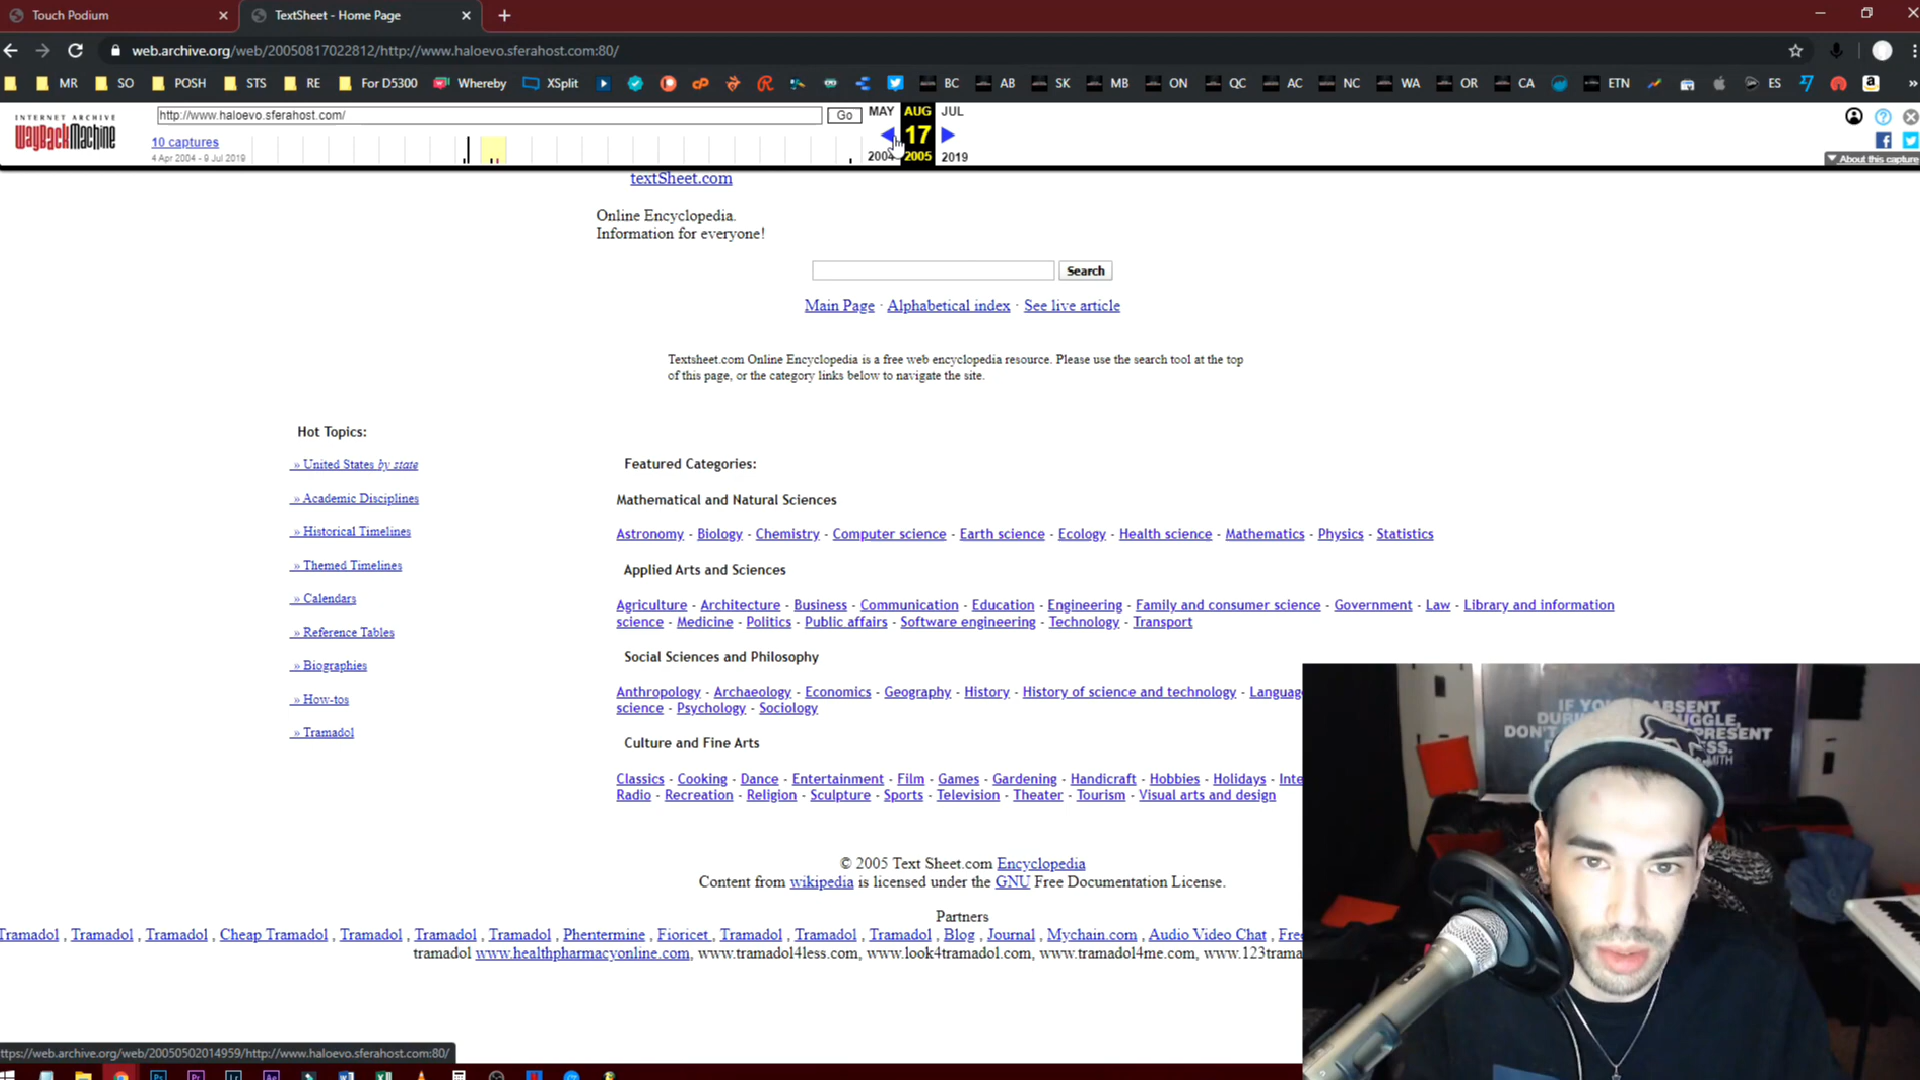 Touch Podium
TextSheet - Home Page
web.archive.org/web/20050817022812/http://www.haloevo.sferahost.com:80/
MR SO POSH STS RE For D5300 Whereby XSplit BC AB SK MB ON QC AC NC WA OR CA ETN ES
INTERNET ARCHIVE
WayBackMachine
http://www.haloevo.sferahost.com/
Go
MAY AUG JUL
10 captures
17
4 Apr 2004 - 9 Jul 2019
2004 2005 2019
About this capture
textSheet.com
Online Encyclopedia.
Information for everyone!
Search
Main Page · Alphabetical index · See live article
Textsheet.com Online Encyclopedia is a free web encyclopedia resource. Please use the search tool at the top
of this page, or the category links below to navigate the site.
Hot Topics:
» United States by state
» Academic Disciplines
» Historical Timelines
» Themed Timelines
» Calendars
» Reference Tables
» Biographies
» How-tos
» Tramadol
Featured Categories:
Mathematical and Natural Sciences
Astronomy - Biology - Chemistry - Computer science - Earth science - Ecology - Health science - Mathematics - Physics - Statistics
Applied Arts and Sciences
Agriculture - Architecture - Business - Communication - Education - Engineering - Family and consumer science - Government - Law - Library and information
science - Medicine - Politics - Public affairs - Software engineering - Technology - Transport
Social Sciences and Philosophy
Anthropology - Archaeology - Economics - Geography - History - History of science and technology - Languag
science - Psychology - Sociology
Culture and Fine Arts
Classics - Cooking - Dance - Entertainment - Film - Games - Gardening - Handicraft - Hobbies - Holidays - Inte
Radio - Recreation - Religion - Sculpture - Sports - Television - Theater - Tourism - Visual arts and design
© 2005 Text Sheet.com Encyclopedia
Content from wikipedia is licensed under the GNU Free Documentation License.
Partners
Tramadol , Tramadol , Tramadol , Cheap Tramadol , Tramadol , Tramadol , Tramadol , Phentermine , Fioricet , Tramadol , Tramadol , Tramadol , Blog , Journal , Mychain.com , Audio Video Chat , Free
tramadol www.healthpharmacyonline.com, www.tramadol4less.com, www.look4tramadol.com, www.tramadol4me.com, www.123trama
ttps://web.archive.org/web/20050502014959/http://www.haloevo.sferahost.com:80/
IF YO ABSENT
DURI UGGLE,
DON'T PRESENT
SS.
MITH